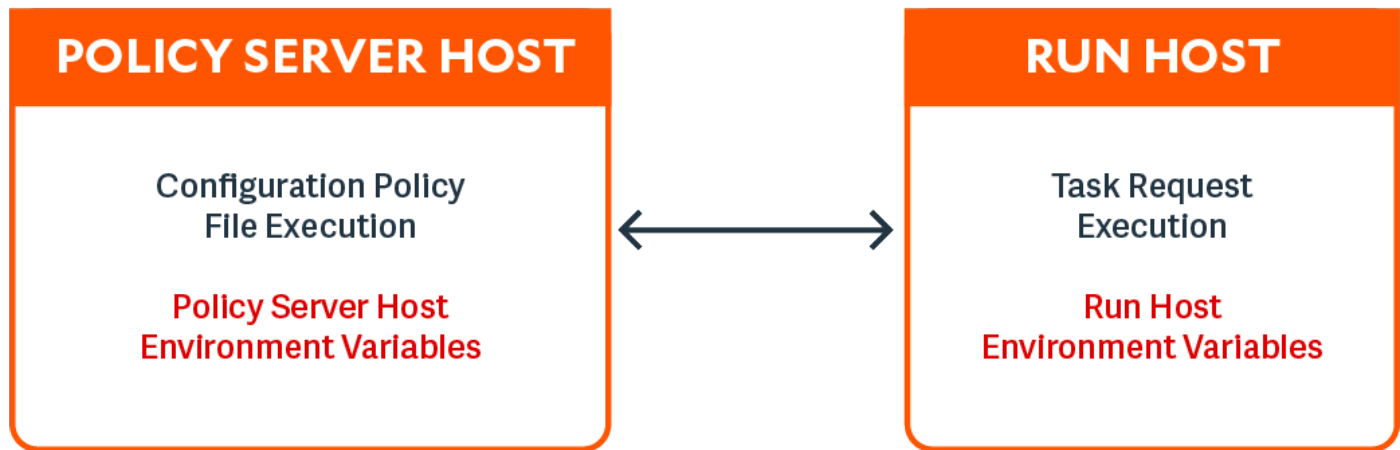 POLICY SERVER HOST
Configuration Policy
File Execution
Policy Server Host
Environment Variables
RUN HOST
Task Request
Execution
Run Host
Environment Variables